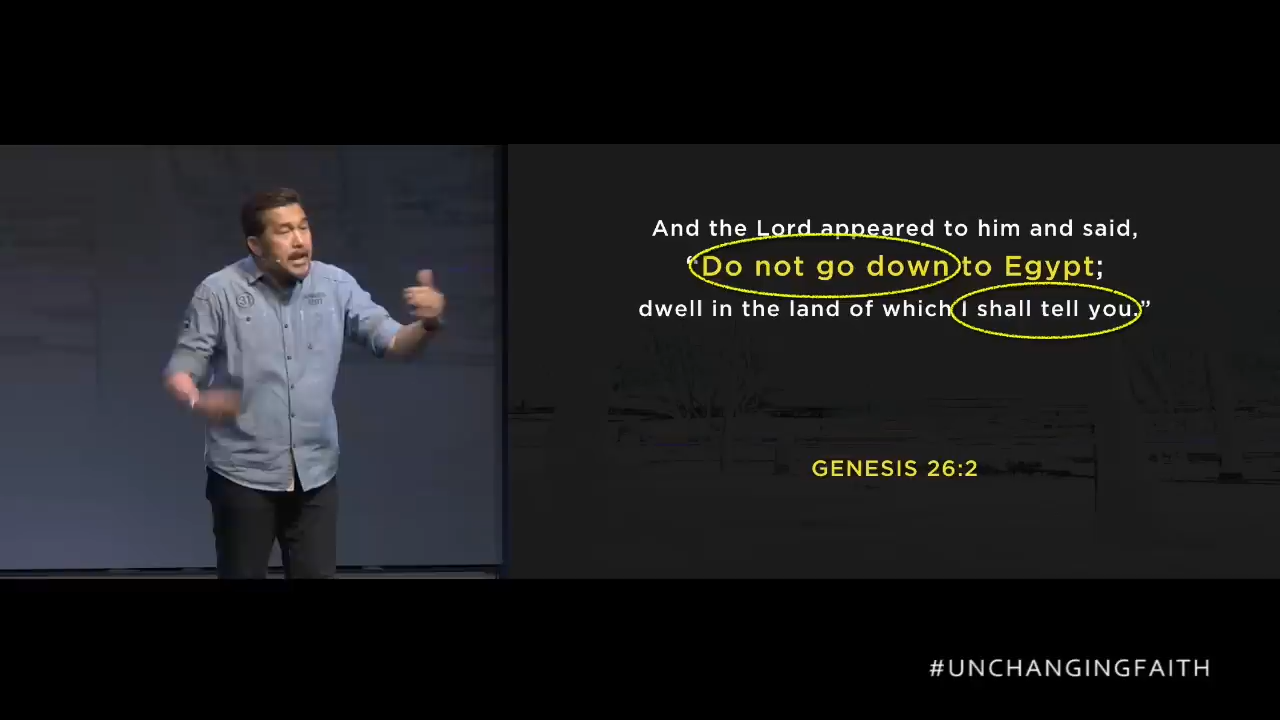 And the Lord appeared to him and said,
“Do not go down to Egypt;
dwell in the land of which I shall tell you.”
GENESIS 26:2
31
#UNCHANGINGFAITH